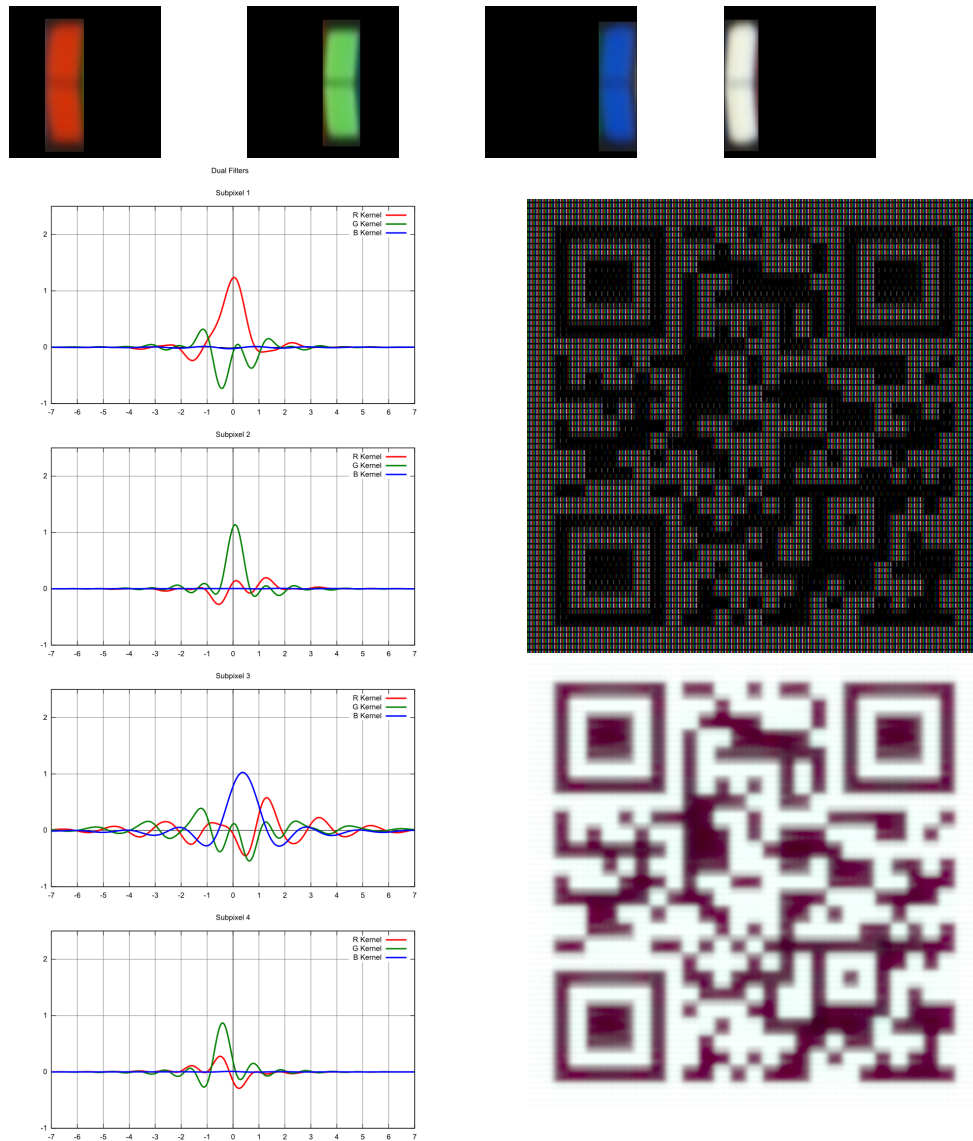 Dual Filters
Subpixel 1
R Kernel
G Kernel
B Kernel
2
1
0
-1
-7 -6 -5 -4 -3 -2 -1 0 1 2 3 4 5 6 7
Subpixel 2
R Kernel
G Kernel
B Kernel
2
1
0
-1
-7 -6 -5 -4 -3 -2 -1 0 1 2 3 4 5 6 7
Subpixel 3
R Kernel
G Kernel
B Kernel
2
1
0
-1
-7 -6 -5 -4 -3 -2 -1 0 1 2 3 4 5 6 7
Subpixel 4
R Kernel
G Kernel
B Kernel
2
1
0
-1
-7 -6 -5 -4 -3 -2 -1 0 1 2 3 4 5 6 7